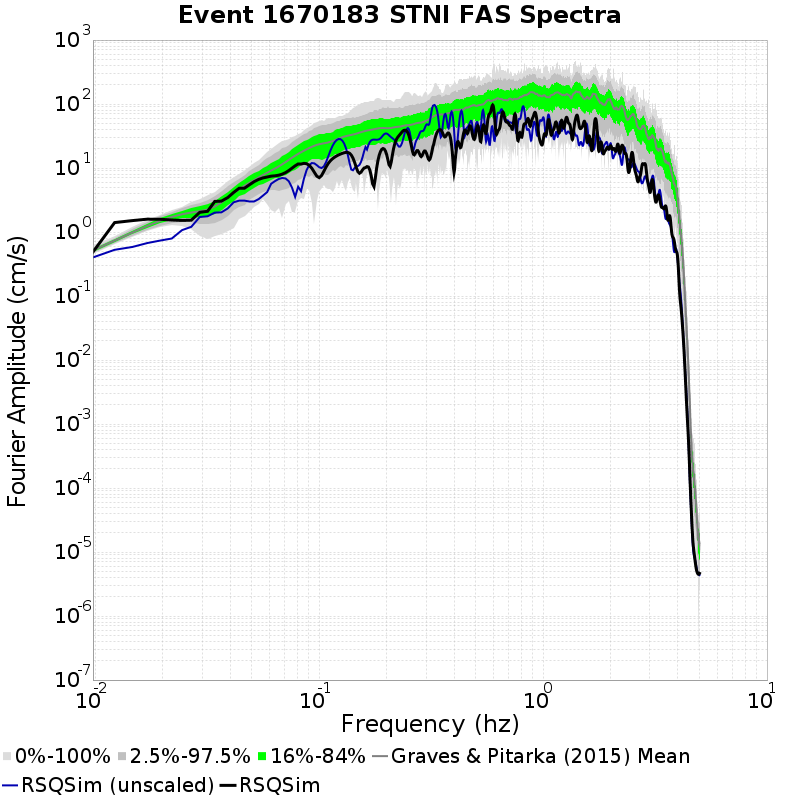 Event 1670183 STNI FAS Spectra
10^3
10^2
10^1
10^0
10^-1
10^-2
10^-3
10^-4
10^-5
10^-6
10^-7
Fourier Amplitude (cm/s)
10^-2 10^-1 10^0 10^1
Frequency (hz)
0%-100% 2.5%-97.5% 16%-84% Graves & Pitarka (2015) Mean
RSQSim (unscaled) RSQSim